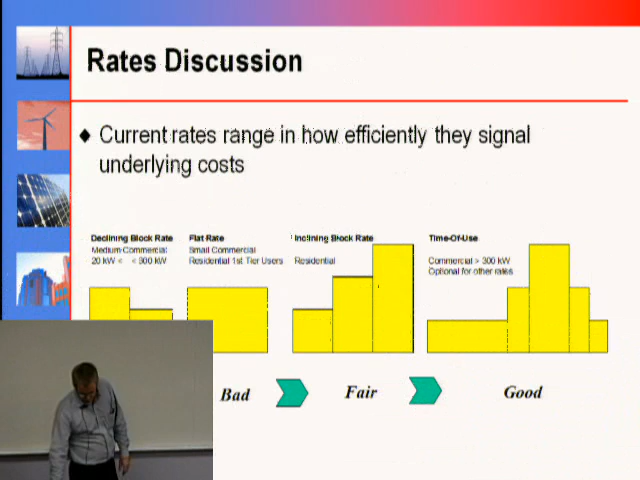 Rates Discussion
Current rates range in how efficiently they signal
underlying costs
Declining Block Rate
Medium Commercial
20 kW < < 300 kW
Flat Rate
Small Commercial
Residential 1st Tier Users
Inclining Block Rate
Residential
Time-Of-Use
Commercial > 300 kW
Optional for other rates
Bad
Fair
Good